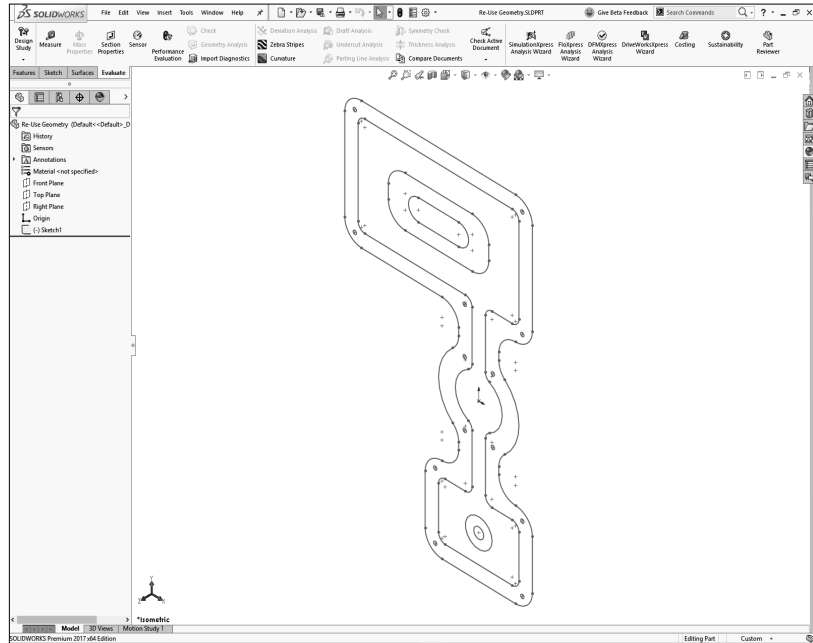 SOLIDWORKS File Edit View Insert Tools Window Help Re-Use Geometry.SLDPRT Give Beta Feedback Search Commands ?
Design Study Measure Mass Properties Section Properties Sensor Performance Evaluation
Check Deviation Analysis Draft Analysis Symmetry Check
Geometry Analysis Zebra Stripes Undercut Analysis Thickness Analysis
Import Diagnostics Curvature Parting Line Analysis Compare Documents
Check Active Document SimulationXpress Analysis Wizard FloXpress Analysis Wizard DFMXpress Analysis Wizard DriveWorksXpress Wizard Costing Sustainability Part Reviewer
Features Sketch Surfaces Evaluate
Re-Use Geometry (Default<<Default>_D
History
Sensors
Annotations
Material <not specified>
Front Plane
Top Plane
Right Plane
Origin
(-) Sketch1
Y
Z X
*Isometric
Model 3D Views Motion Study 1
SOLIDWORKS Premium 2017 x64 Edition Editing Part Custom